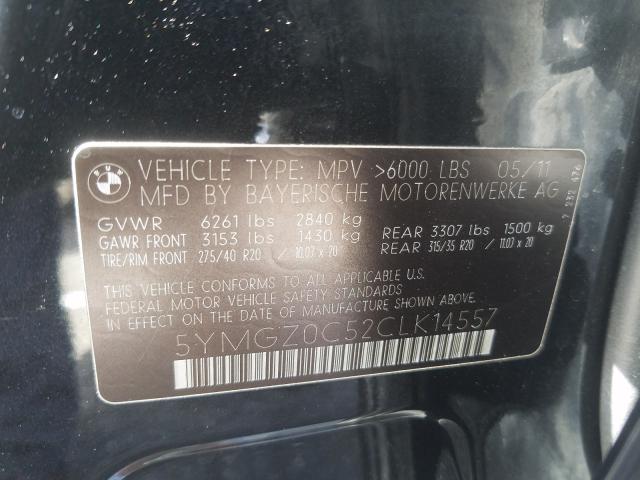 BMW
VEHICLE TYPE: MPV >6000 LBS 05/11
MFD BY BAYERISCHE MOTORENWERKE AG
GVWR 6261 lbs 2840 kg
GAWR FRONT 3153 lbs 1430 kg REAR 3307 lbs 1500 kg
TIRE/RIM FRONT 275/40 R20 / 10.0J x 20 REAR 315/35 R20 / 11.0J x 20
THIS VEHICLE CONFORMS TO ALL APPLICABLE U.S.
FEDERAL MOTOR VEHICLE SAFETY STANDARDS
IN EFFECT ON THE DATE OF MANUFACTURE SHOWN ABOVE.
5YMGZ0C52CLK14557
7 232 476